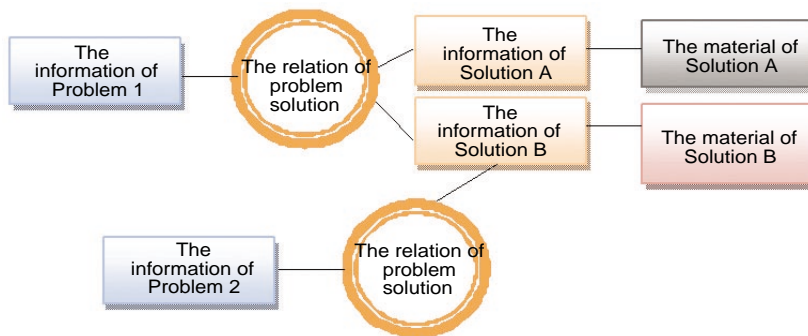 The
information of
Problem 1
The relation of
problem
solution
The
information of
Solution A
The material of
Solution A
The
information of
Solution B
The material of
Solution B
The
information of
Problem 2
The relation of
problem
solution